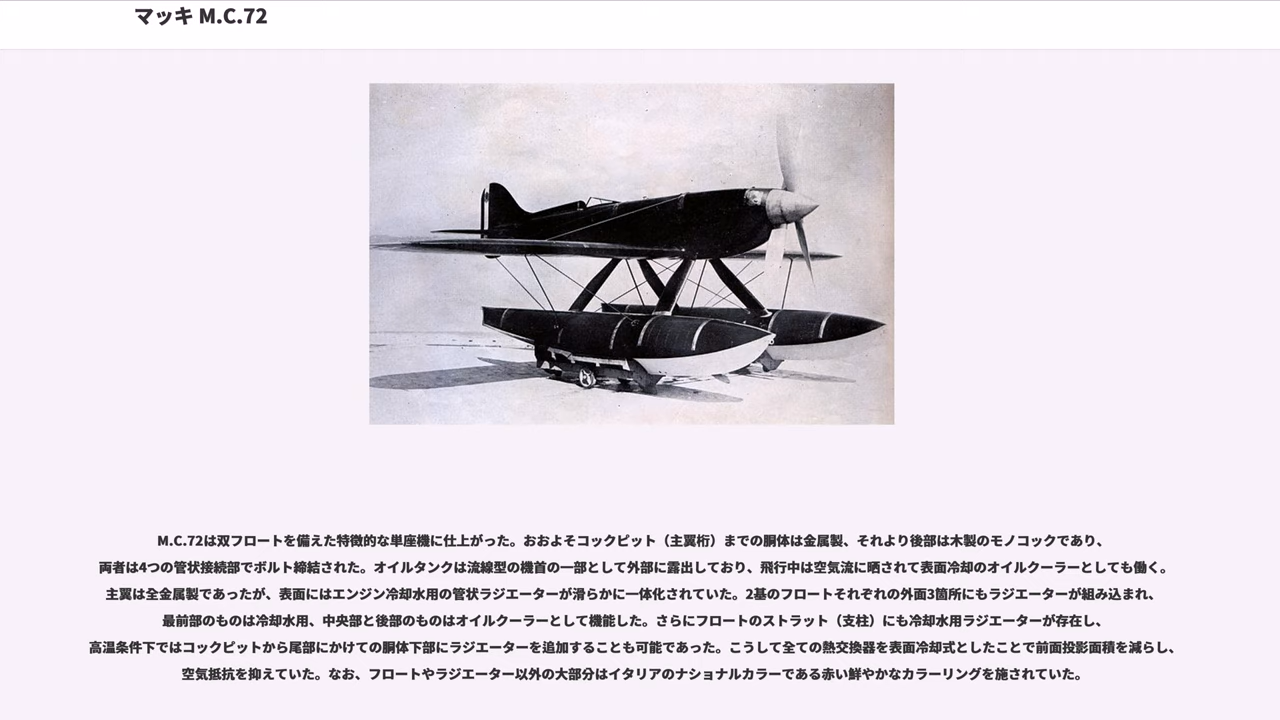 マッキ M.C.72
M.C.72は双フロートを備えた特徴的な単座機に仕上がった。おおよそコックピット（主翼桁）までの胴体は金属製、それより後部は木製のモノコックであり、
両者は4つの管状接続部でボルト締結された。オイルタンクは流線型の機首の一部として外部に露出しており、飛行中は空気流に晒されて表面冷却のオイルクーラーとしても働く。
主翼は全金属製であったが、表面にはエンジン冷却水用の管状ラジエーターが滑らかに一体化されていた。2基のフロートそれぞれの外面3箇所にもラジエーターが組み込まれ、
最前部のものは冷却水用、中央部と後部のものはオイルクーラーとして機能した。さらにフロートのストラット（支柱）にも冷却水用ラジエーターが存在し、
高温条件下ではコックピットから尾部にかけての胴体下部にラジエーターを追加することも可能であった。こうして全ての熱交換器を表面冷却式としたことで前面投影面積を減らし、
空気抵抗を抑えていた。なお、フロートやラジエーター以外の大部分はイタリアのナショナルカラーである赤い鮮やかなカラーリングを施されていた。